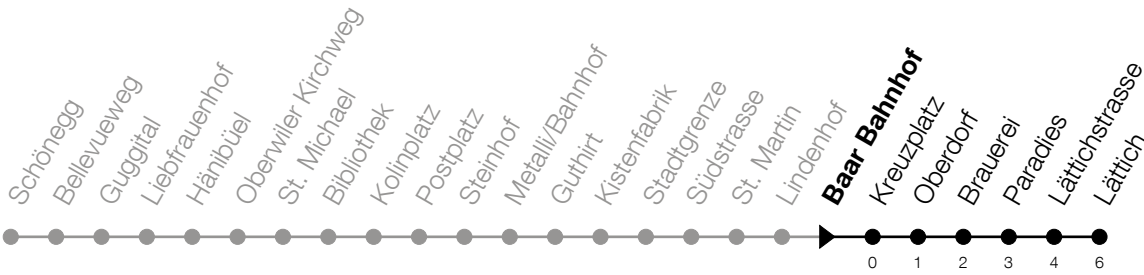 Schönegg
Bellevueweg
Guggital
Liebfrauenhof
Hänibüel
Oberwiler Kirchweg
St. Michael
Bibliothek
Kolinplatz
Postplatz
Steinhof
Metalli/Bahnhof
Guthirt
Kistenfabrik
Stadtgrenze
Südstrasse
St. Martin
Lindenhof
Baar Bahnhof
Kreuzplatz
Oberdorf
Brauerei
Paradies
Lättichstrasse
Lättich
0 1 2 3 4 6